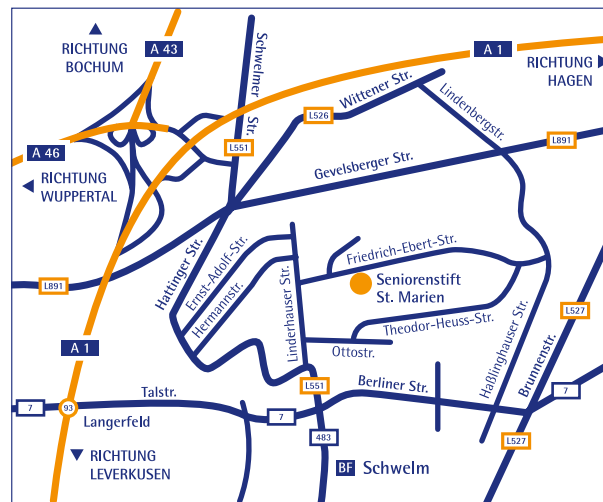 RICHTUNG
BOCHUM
A 43
Schwelmer
Str.
A 1
RICHTUNG
HAGEN
Wittener Str.
L526
Lindenbergstr.
A 46
L551
L891
Gevelsberger Str.
RICHTUNG
WUPPERTAL
Hattinger Str.
Ernst-Adolf-Str.
Hermannstr.
Linderhauser Str.
Friedrich-Ebert-Str.
Seniorenstift
St. Marien
L891
Theodor-Heuss-Str.
Haßlinghauser Str.
L527
Brunnenstr.
A 1
Ottostr.
Talstr.
L551
Berliner Str.
7
7
93
7
Langerfeld
483
L527
RICHTUNG
LEVERKUSEN
BF Schwelm